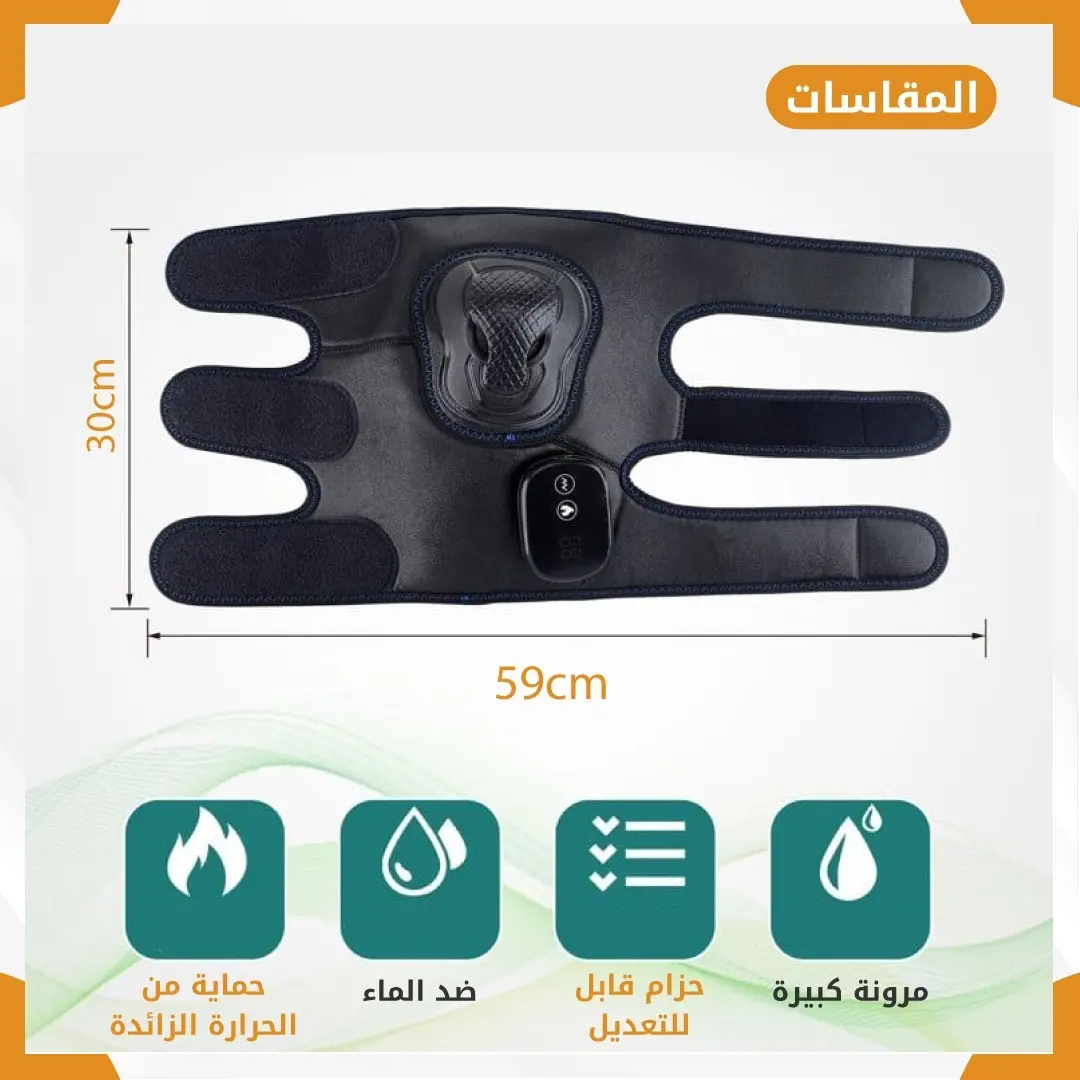 المقاسات
30cm
59cm
مرونة كبيرة
حزام قابل
للتعديل
ضد الماء
حماية من
الحرارة الزائدة